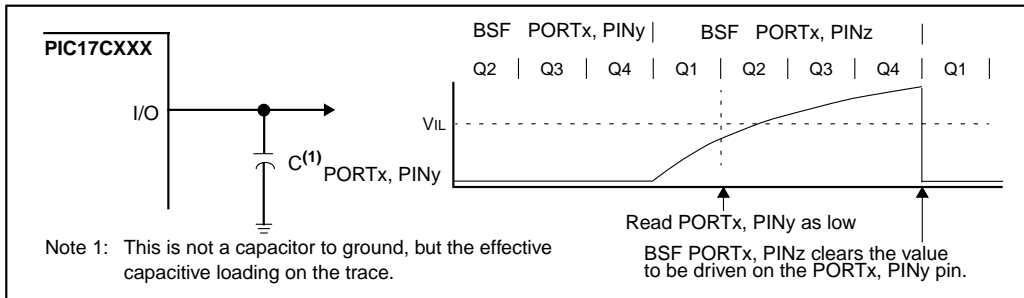 PIC17CXXX
I/O
C(1)
PORTx, PINy
Note 1: This is not a capacitor to ground, but the effective
capacitive loading on the trace.
BSF PORTx, PINy | BSF PORTx, PINz |
Q2 | Q3 | Q4 | Q1 | Q2 | Q3 | Q4 | Q1 |
VIL
Read PORTx, PINy as low
BSF PORTx, PINz clears the value
to be driven on the PORTx, PINy pin.